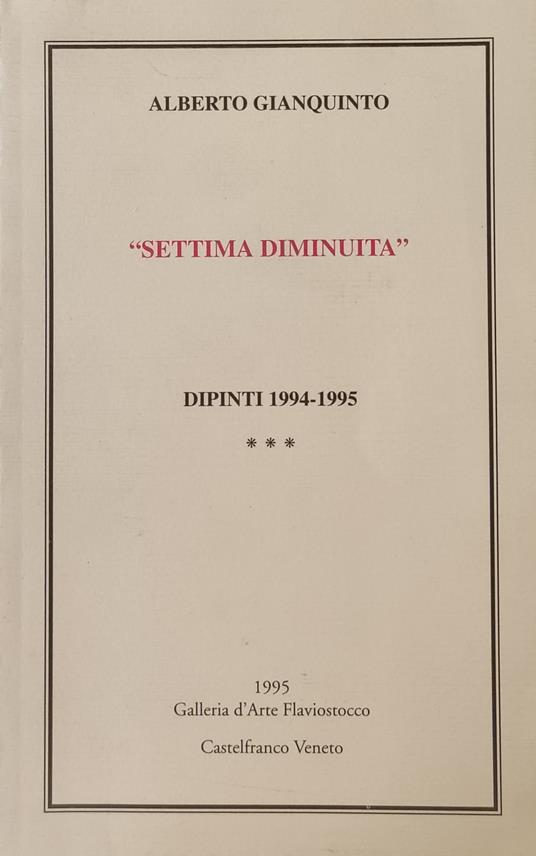 ALBERTO GIANQUINTO
“SETTIMA DIMINUITA”
DIPINTI 1994-1995
* * *
1995
Galleria d’Arte Flaviostocco
Castelfranco Veneto